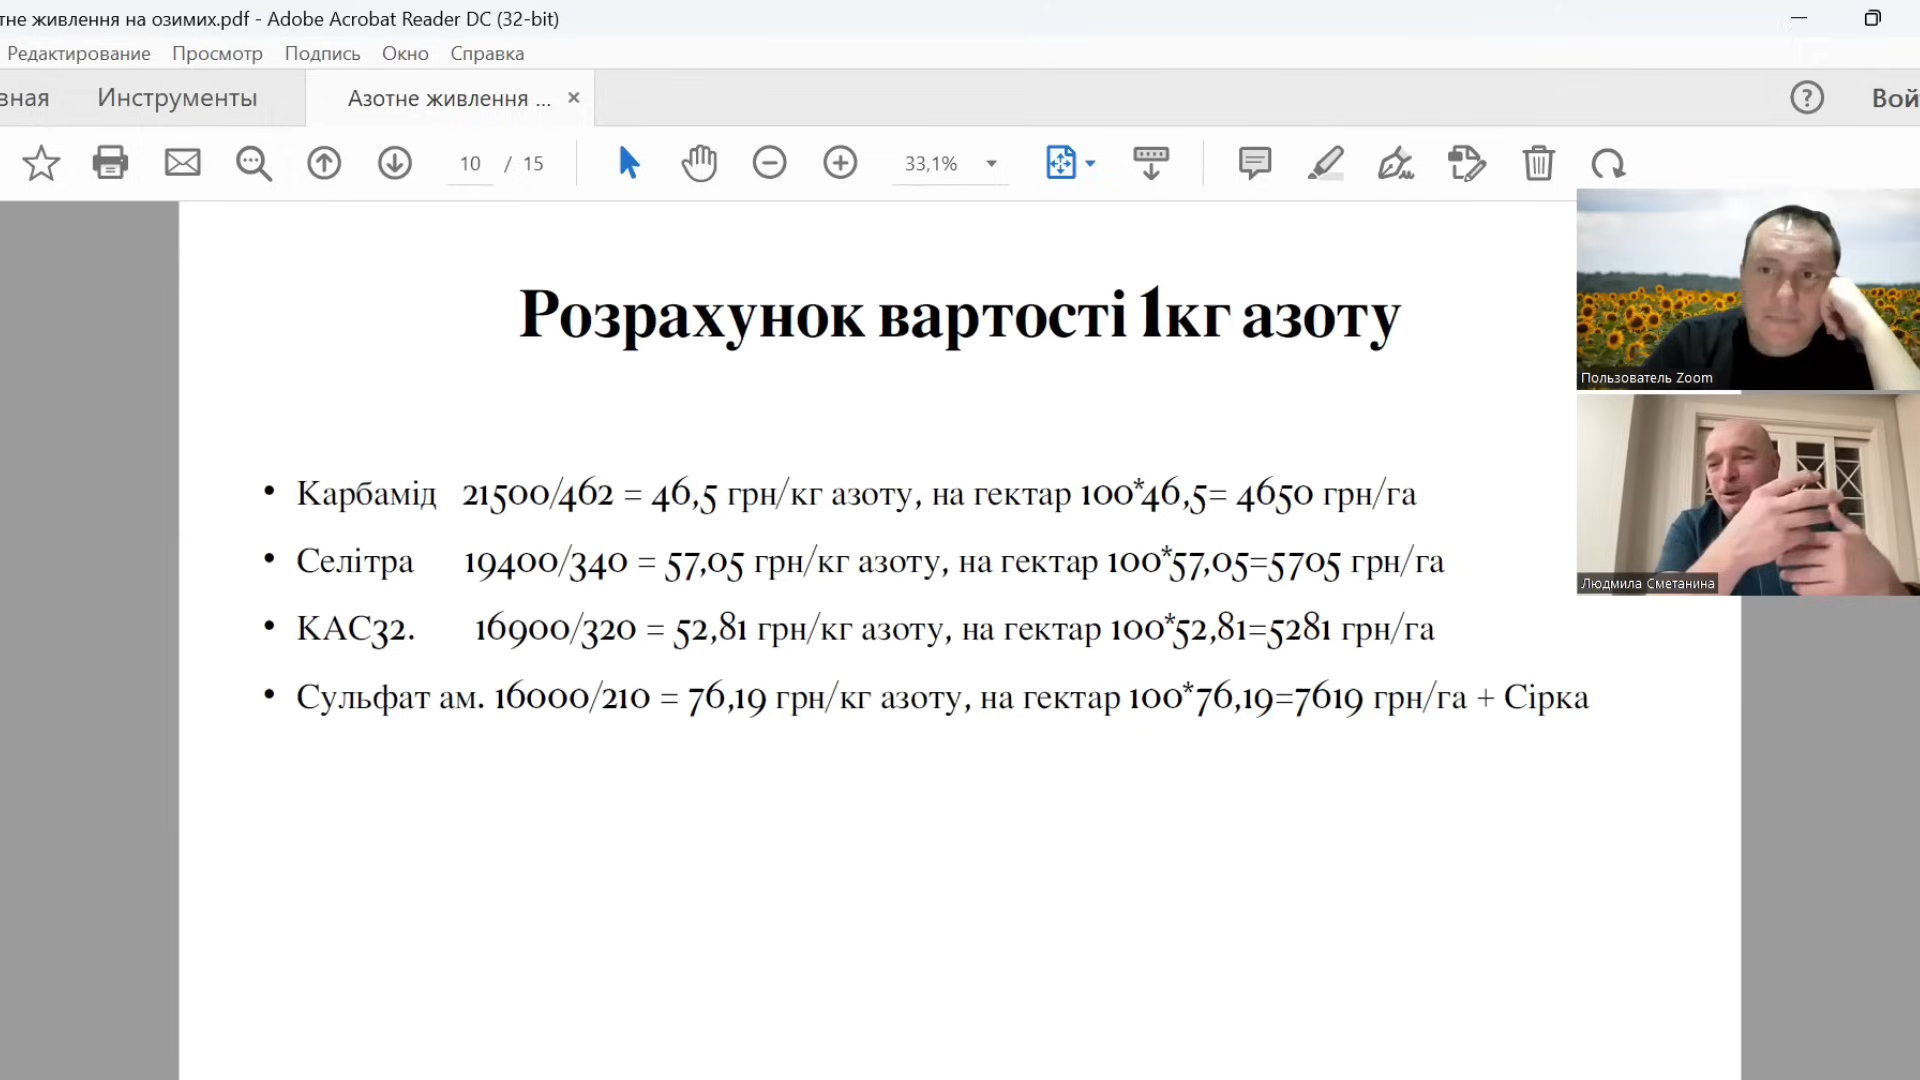 тне живлення на озимих.pdf - Adobe Acrobat Reader DC (32-bit)
Редактирование Просмотр Подпись Окно Справка
вная Инструменты Азотне живлення ... × ? Вой
10 / 15 33,1%
Розрахунок вартості 1кг азоту
Пользователь Zoom
• Карбамід 21500/462 = 46,5 грн/кг азоту, на гектар 100*46,5= 4650 грн/га
• Селітра 19400/340 = 57,05 грн/кг азоту, на гектар 100*57,05=5705 грн/га
Людмила Сметанина
• КАС32. 16900/320 = 52,81 грн/кг азоту, на гектар 100*52,81=5281 грн/га
• Сульфат ам. 16000/210 = 76,19 грн/кг азоту, на гектар 100*76,19=7619 грн/га + Сірка